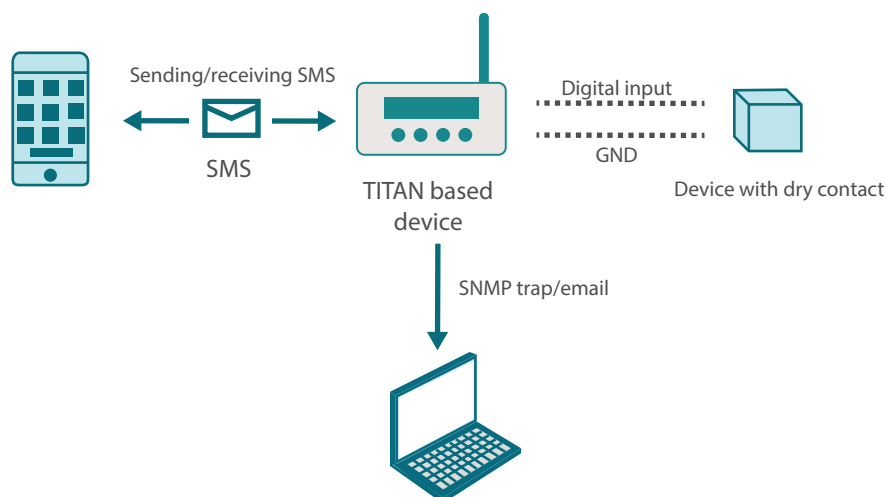 Sending/receiving SMS
SMS
TITAN based
device
Digital input
GND
Device with dry contact
SNMP trap/email